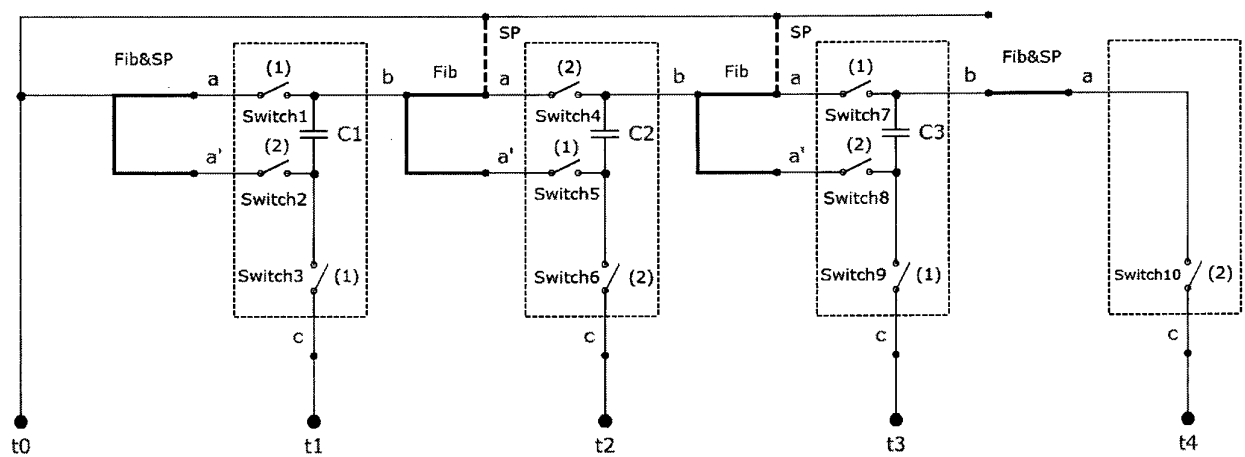 SP
SP
Fib&SP
a
(1)
b
Fib
a
(2)
b
Fib
a
(1)
b
Fib&SP
a
Switch1
C1
Switch4
C2
Switch7
C3
a'
(2)
a'
(1)
a'
(2)
Switch2
Switch5
Switch8
Switch3
(1)
Switch6
(2)
Switch9
(1)
Switch10
(2)
c
c
c
c
t0
t1
t2
t3
t4